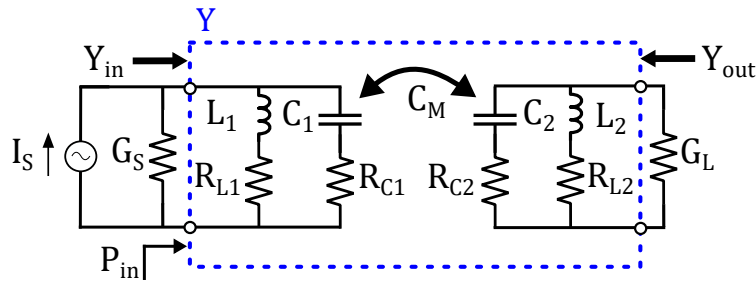 Y
Y_in
Y_out
L_1
C_1
C_M
C_2
L_2
I_S
G_S
R_L1
R_C1
R_C2
R_L2
G_L
P_in